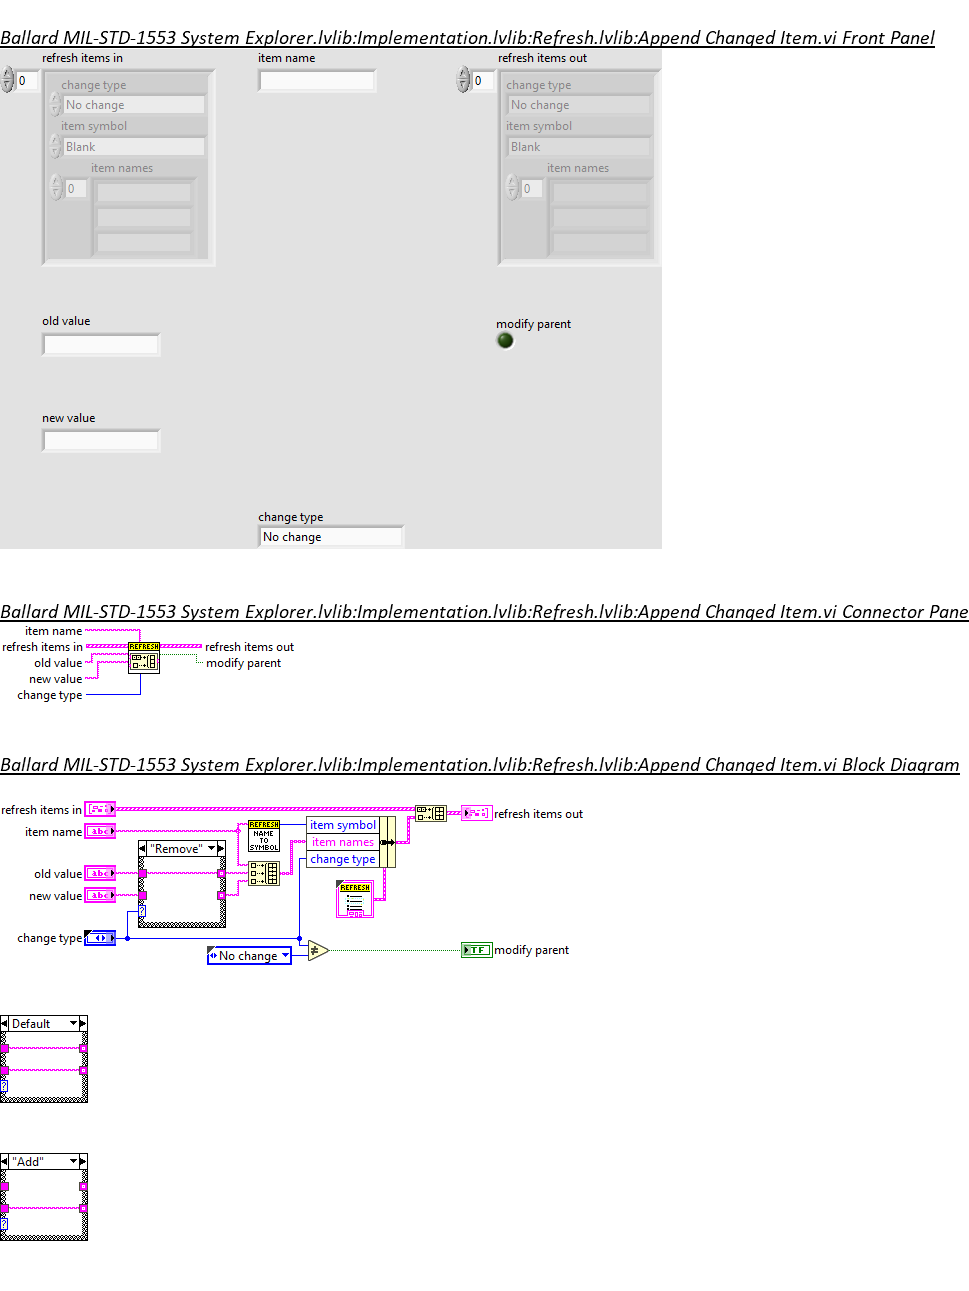 Ballard MIL-STD-1553 System Explorer.lvlib:Implementation.lvlib:Refresh.lvlib:Append Changed Item.vi Front Panel
refresh items in
item name
refresh items out
0
0
change type
No change
item symbol
Blank
item names
0
change type
No change
item symbol
Blank
item names
0
old value
modify parent
new value
change type
No change
Ballard MIL-STD-1553 System Explorer.lvlib:Implementation.lvlib:Refresh.lvlib:Append Changed Item.vi Connector Pane
item name
refresh items in
REFRESH
refresh items out
old value
modify parent
new value
change type
Ballard MIL-STD-1553 System Explorer.lvlib:Implementation.lvlib:Refresh.lvlib:Append Changed Item.vi Block Diagram
refresh items in
refresh items out
item name
abc
REFRESH
NAME
TO
SYMBOL
item symbol
item names
change type
"Remove"
old value
abc
new value
abc
?
REFRESH
change type
No change
≠
TF
modify parent
Default
?
"Add"
?